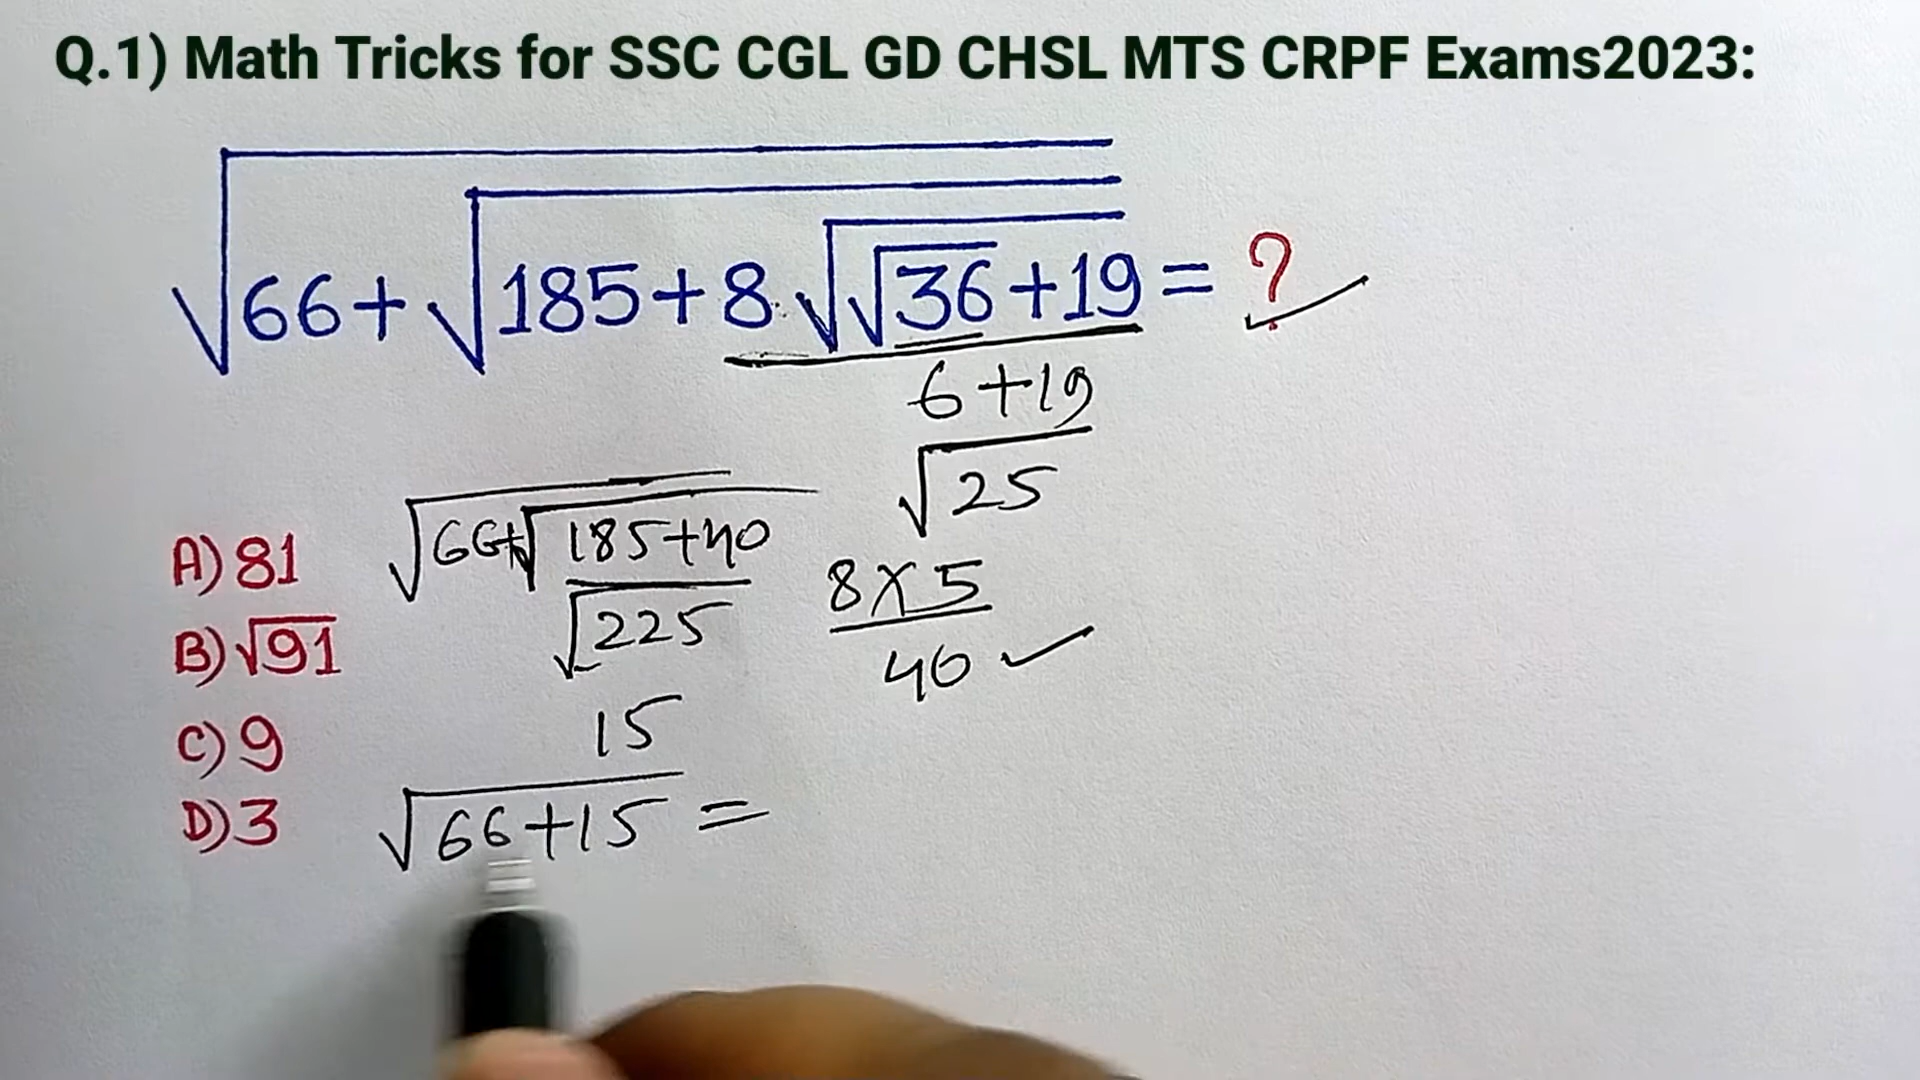 Q.1) Math Tricks for SSC CGL GD CHSL MTS CRPF Exams2023:
√66+√185+8√√36+19 = ?
6+19
√25
8×5
40
√66+√185+40
√225
15
√66+15 =
A) 81
B) √91
C) 9
D) 3